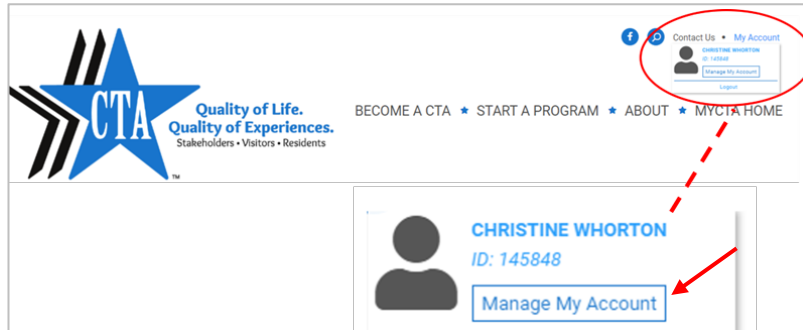 Contact Us • My Account
CHRISTINE WHORTON
ID: 145848
Manage My Account
Logout
CTA
Quality of Life.
Quality of Experiences.
Stakeholders • Visitors • Residents
TM
BECOME A CTA ★ START A PROGRAM ★ ABOUT ★ MYCTA HOME
CHRISTINE WHORTON
ID: 145848
Manage My Account